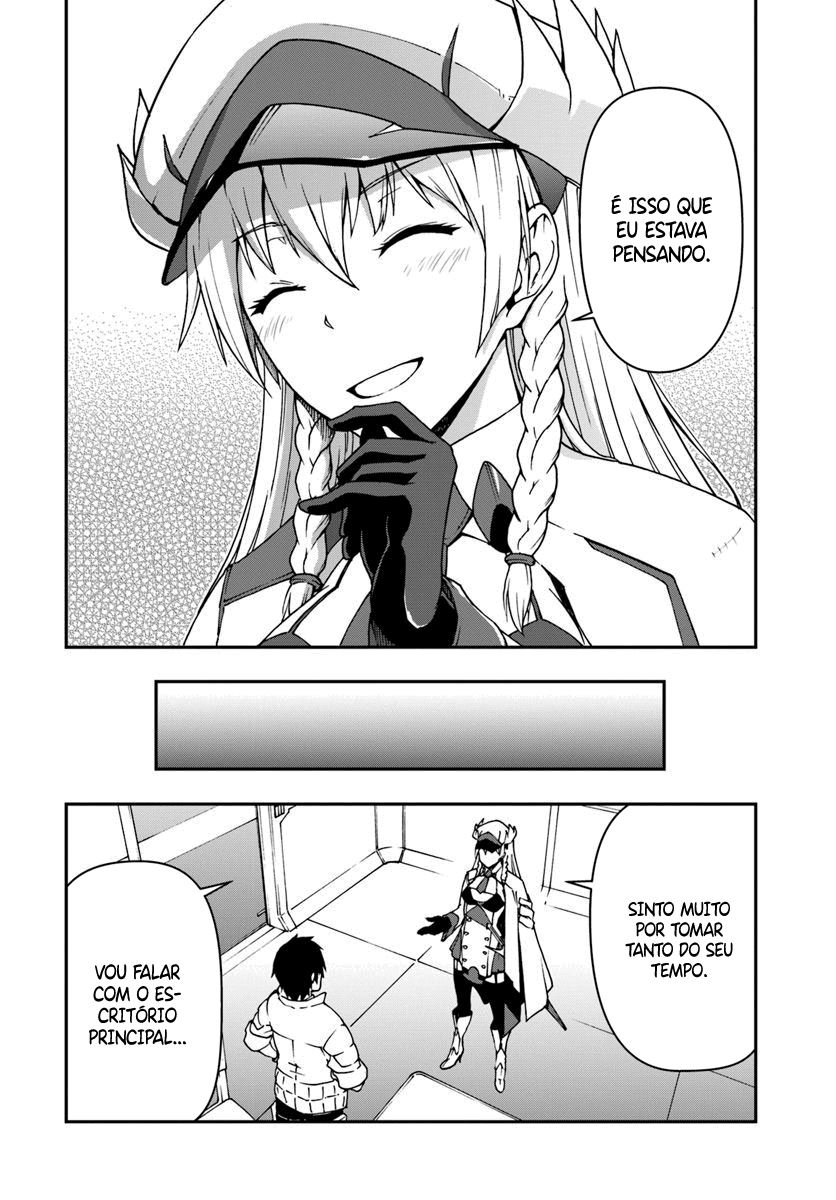 É ISSO QUE
EU ESTAVA
PENSANDO.
SINTO MUITO
POR TOMAR
TANTO DO SEU
TEMPO.
VOU FALAR
COM O ES-
CRITÓRIO
PRINCIPAL...